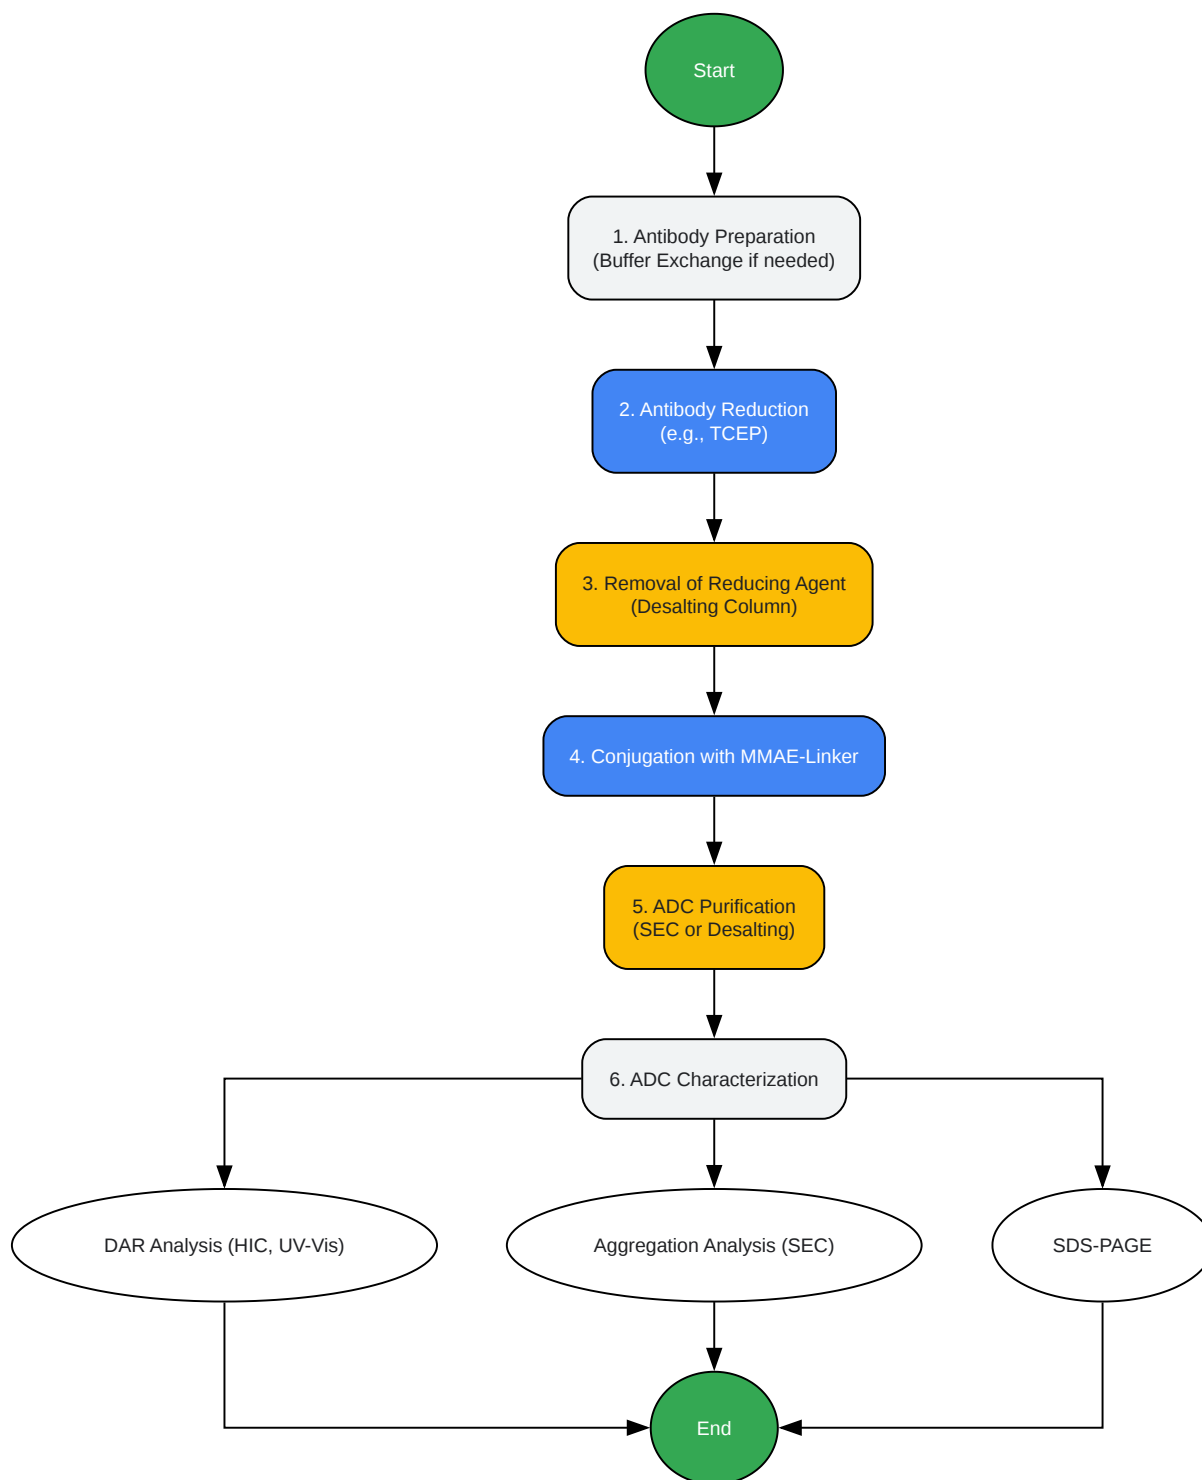 Start
1. Antibody Preparation
(Buffer Exchange if needed)
2. Antibody Reduction
(e.g., TCEP)
3. Removal of Reducing Agent
(Desalting Column)
4. Conjugation with MMAE-Linker
5. ADC Purification
(SEC or Desalting)
6. ADC Characterization
DAR Analysis (HIC, UV-Vis)
Aggregation Analysis (SEC)
SDS-PAGE
End